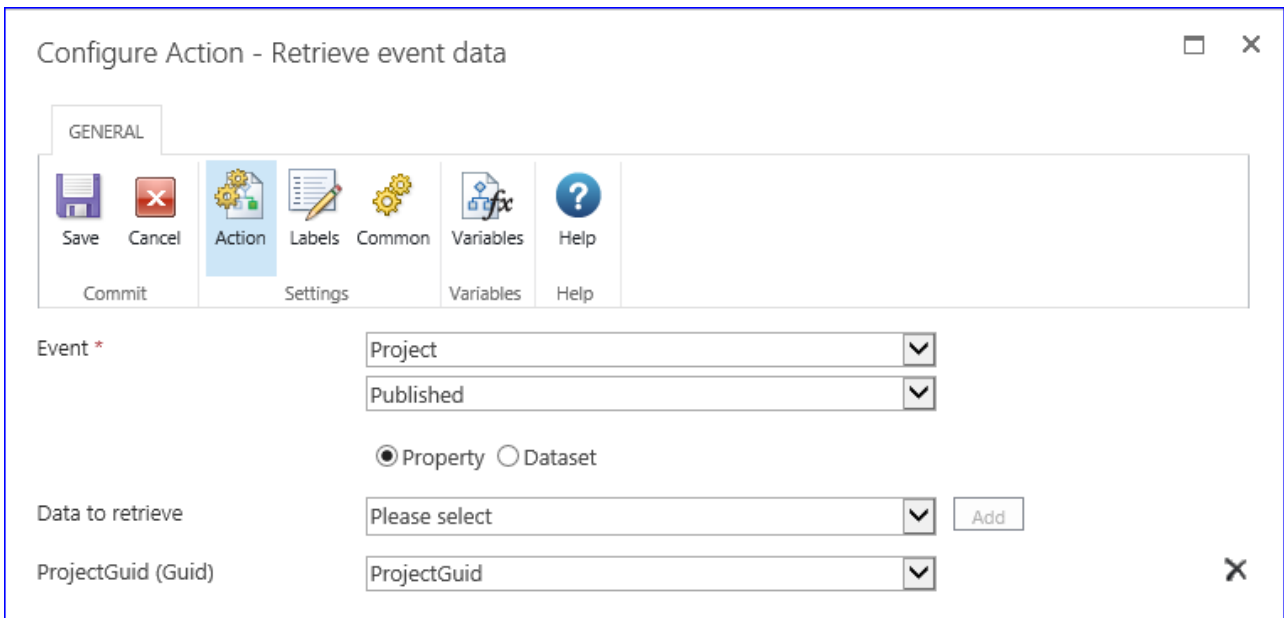 Configure Action - Retrieve event data
GENERAL
Save Cancel Action Labels Common Variables Help
Commit Settings Variables Help
Event *
Project
Published
Property Dataset
Data to retrieve Please select Add
ProjectGuid (Guid) ProjectGuid